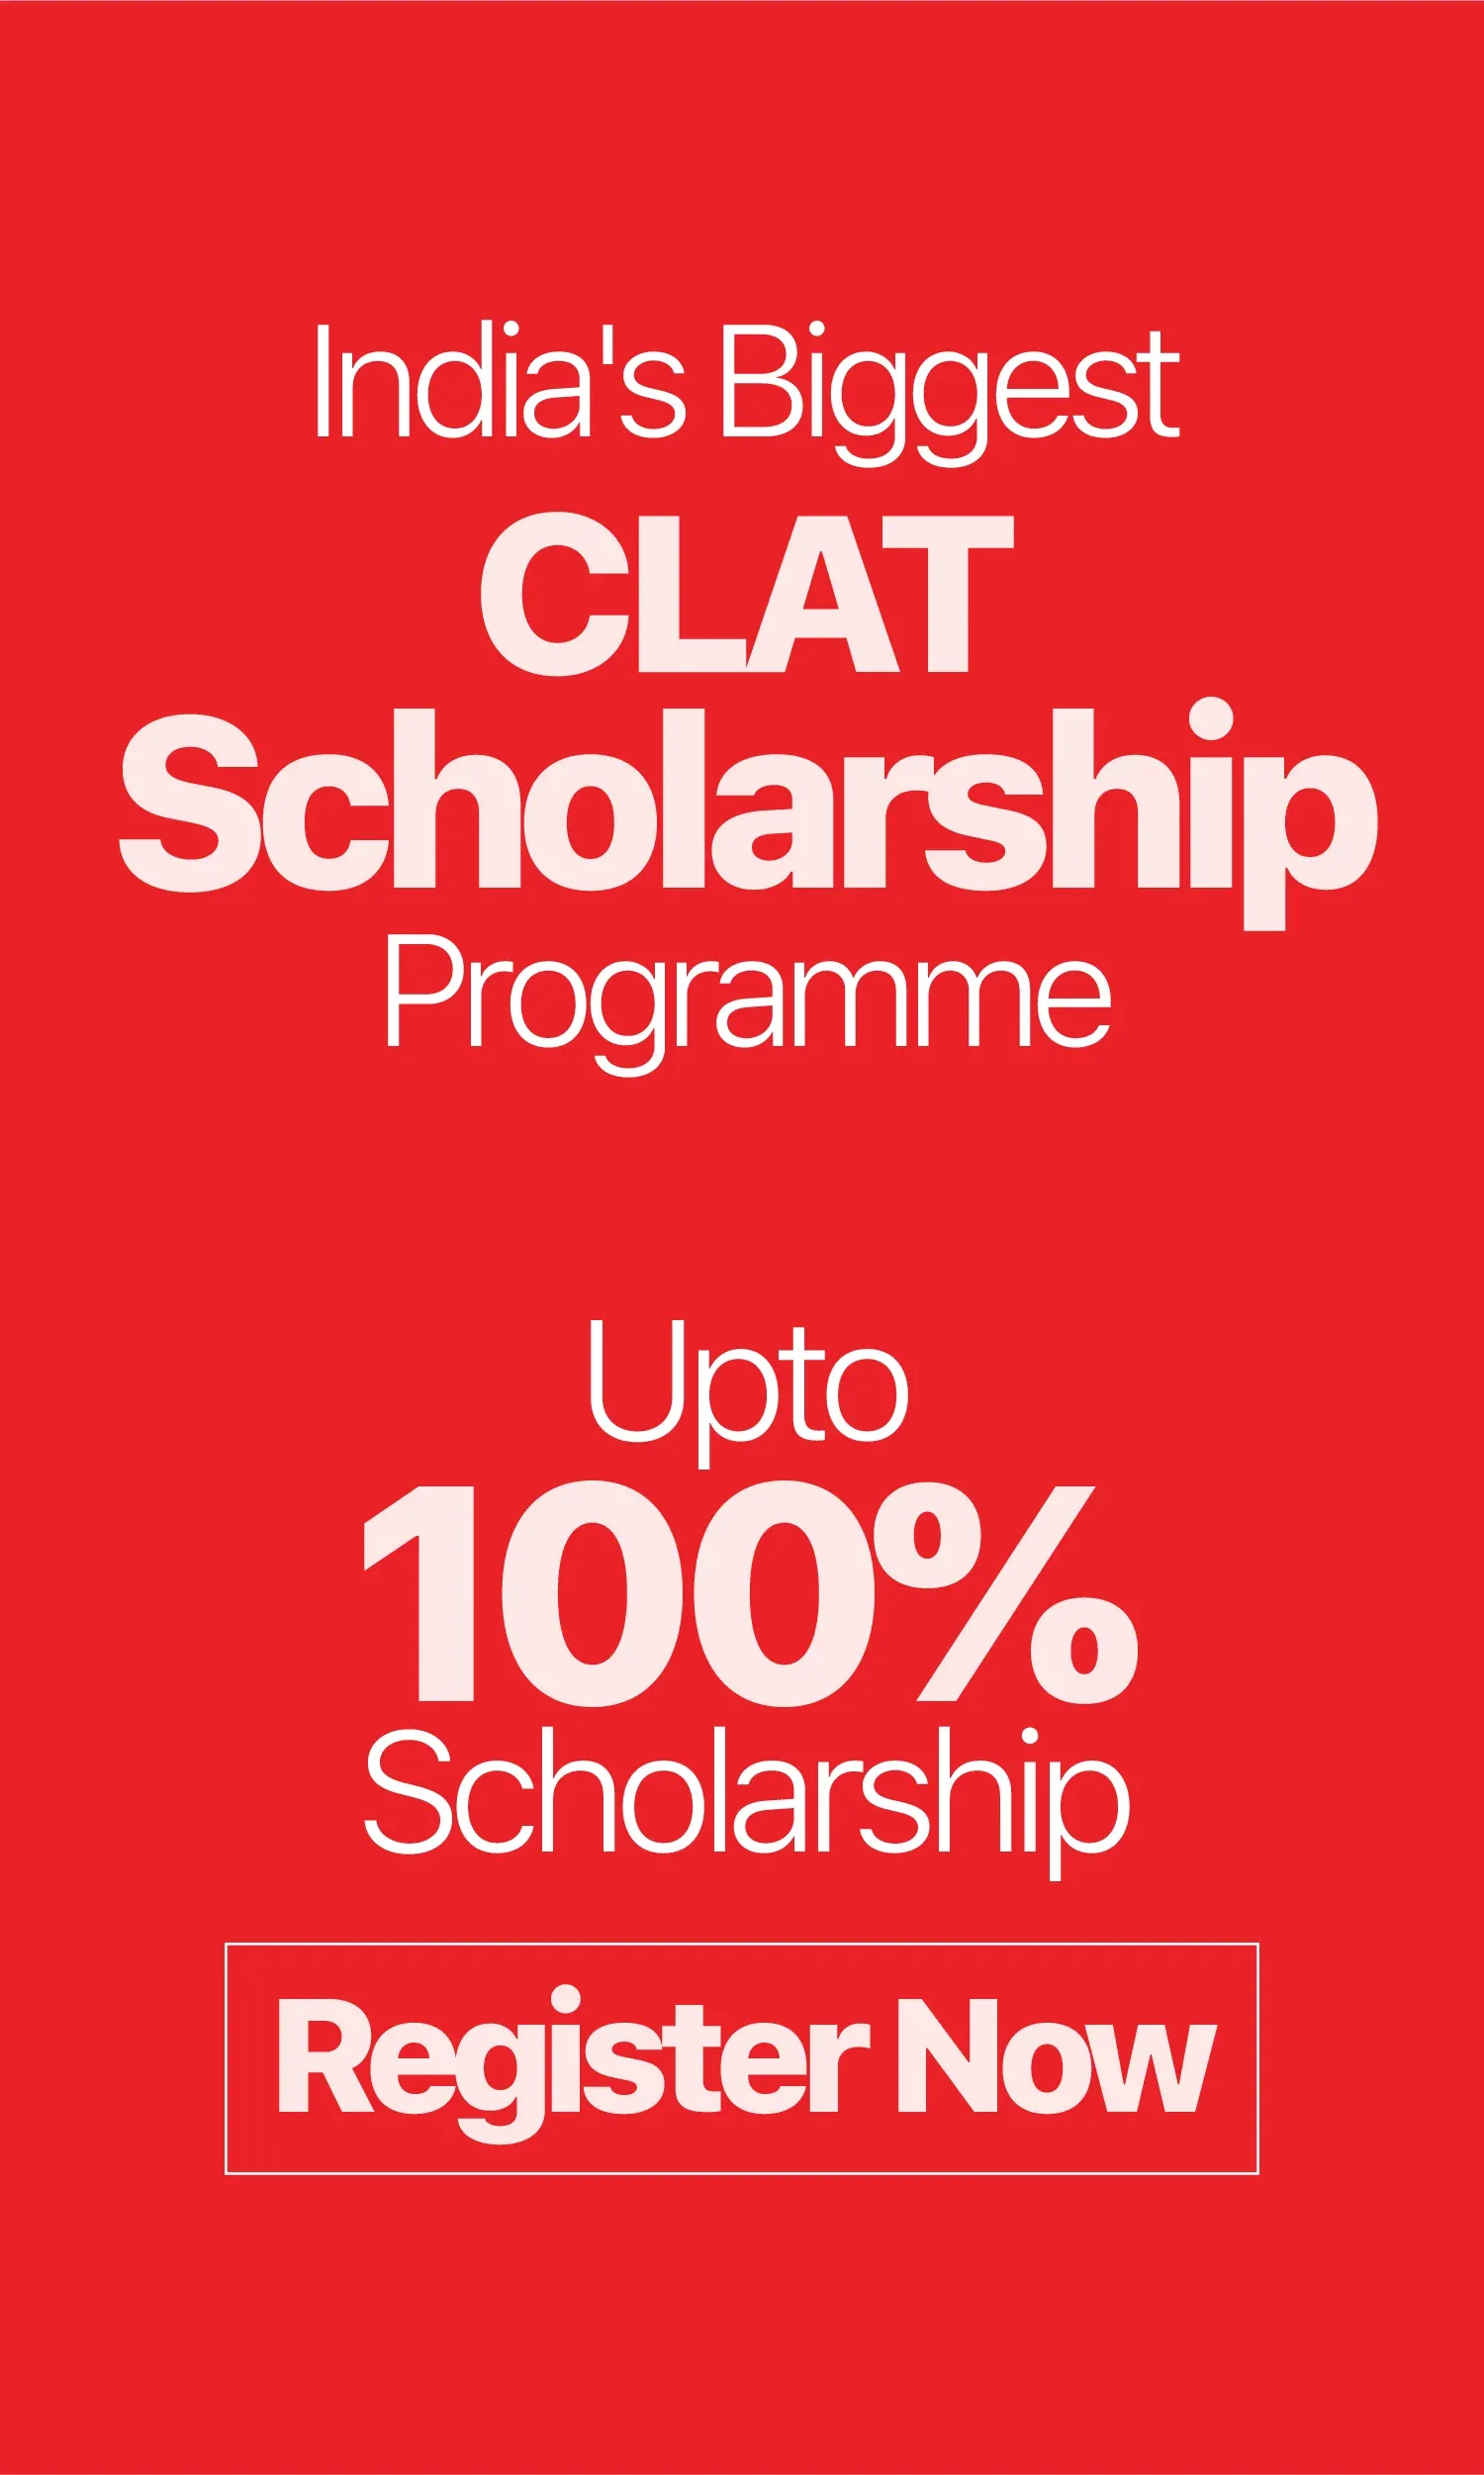 India's Biggest
CLAT
Scholarship
Programme
Upto
100%
Scholarship
Register Now